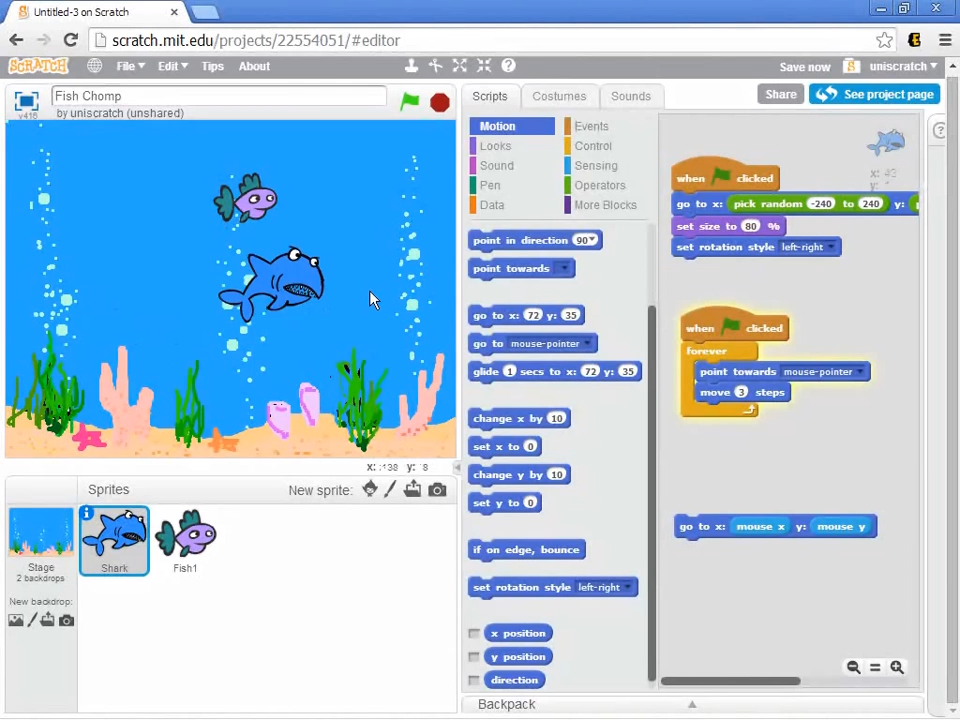 Untitled-3 on Scratch
scratch.mit.edu/projects/22554051/#editor
SCRATCH File Edit Tips About Save now uniscratch
Fish Chomp
by uniscratch (unshared)
v418
Scripts Costumes Sounds Share See project page
Motion Events
Looks Control
Sound Sensing
Pen Operators
Data More Blocks
point in direction 90
point towards
go to x: 72 y: 35
go to mouse-pointer
glide 1 secs to x: 72 y: 35
change x by 10
set x to 0
change y by 10
set y to 0
if on edge, bounce
set rotation style left-right
x position
y position
direction
when clicked
go to x: pick random -240 to 240 y:
set size to 80 %
set rotation style left-right
when clicked
forever
point towards mouse-pointer
move 3 steps
go to x: mouse x y: mouse y
Sprites New sprite:
Stage
2 backdrops
New backdrop:
Shark
Fish1
Backpack